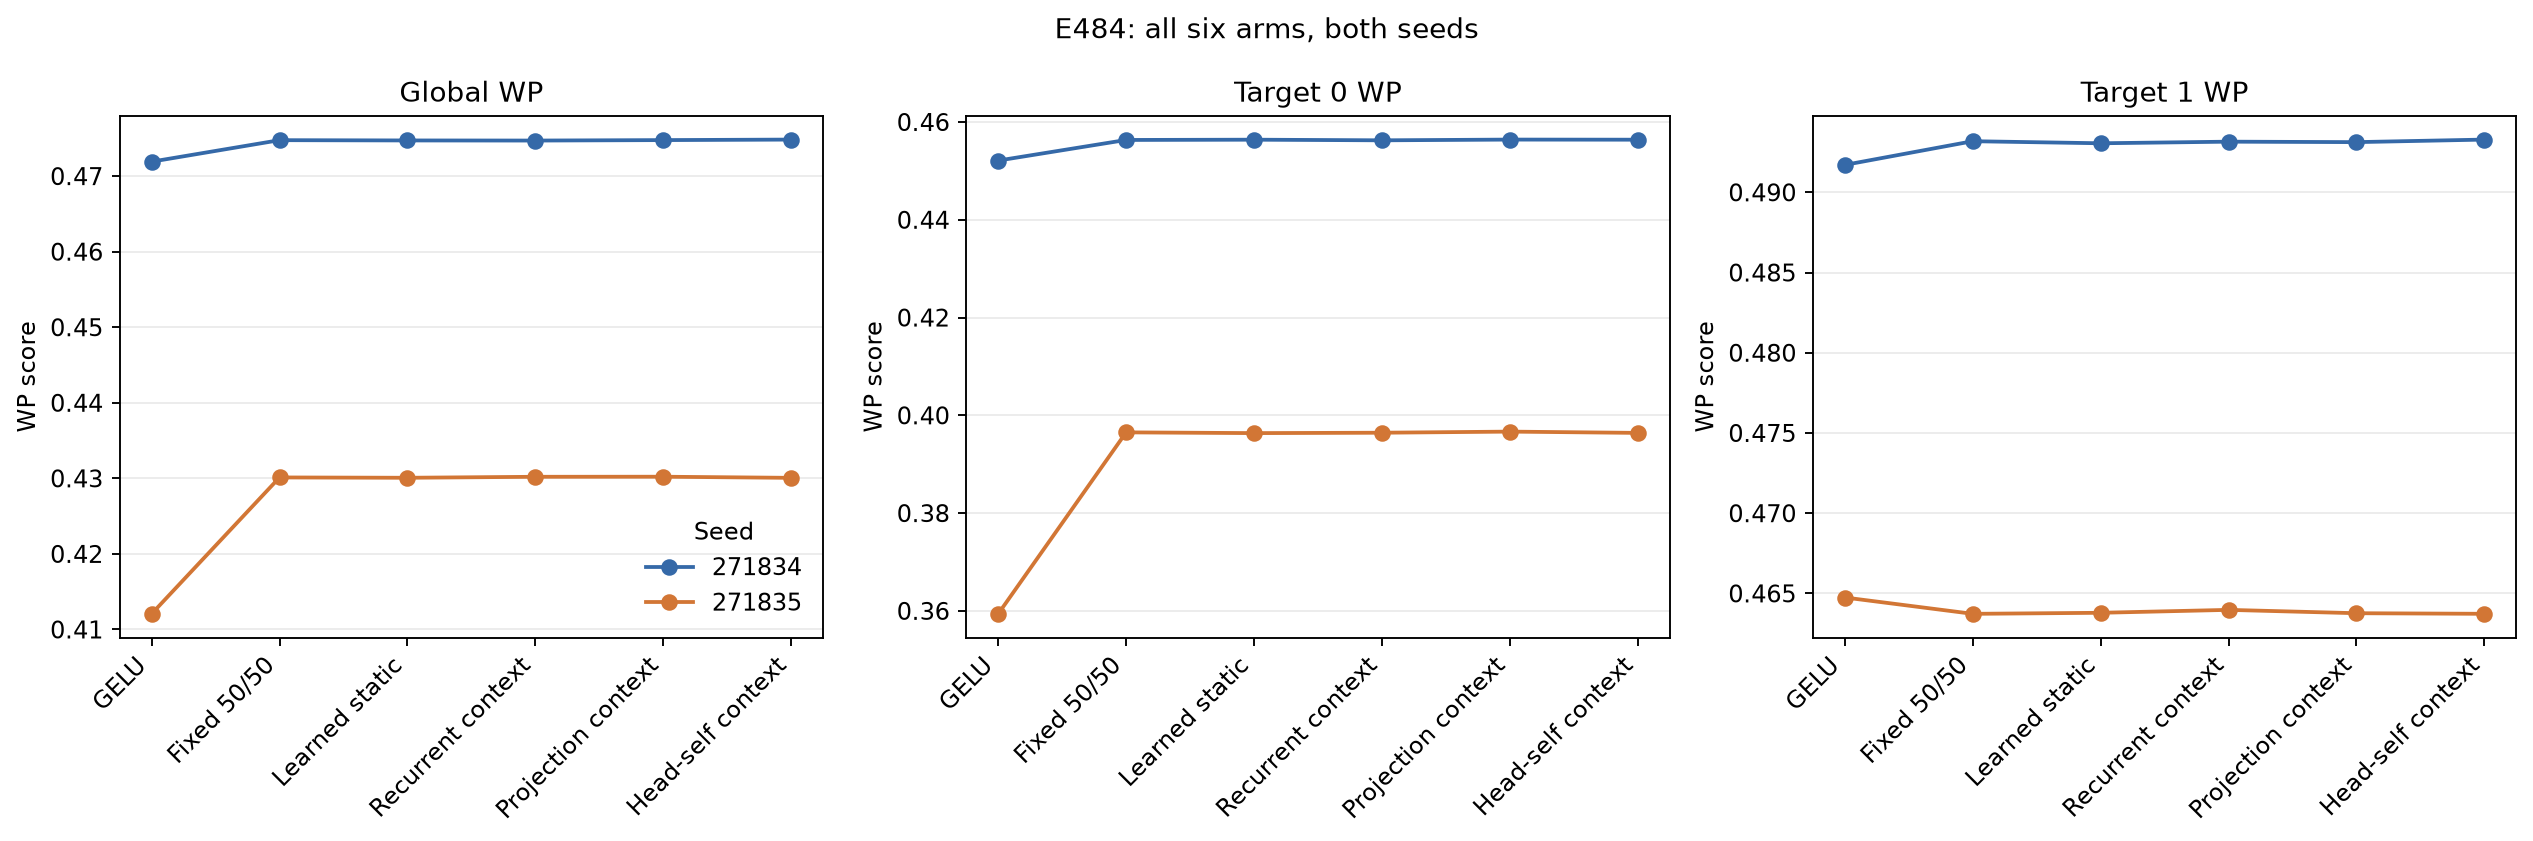 E484: all six arms, both seeds
Global WP
WP score
0.47
0.46
0.45
0.44
0.43
0.42
0.41
Seed
271834
271835
GELU
Fixed 50/50
Learned static
Recurrent context
Projection context
Head-self context
Target 0 WP
WP score
0.46
0.44
0.42
0.40
0.38
0.36
GELU
Fixed 50/50
Learned static
Recurrent context
Projection context
Head-self context
Target 1 WP
WP score
0.490
0.485
0.480
0.475
0.470
0.465
GELU
Fixed 50/50
Learned static
Recurrent context
Projection context
Head-self context